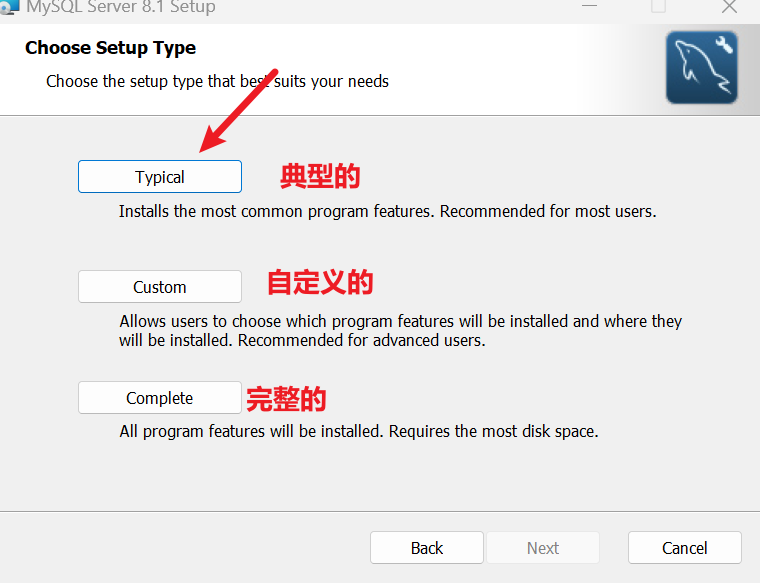 MySQL Server 8.1 Setup
Choose Setup Type
Choose the setup type that best suits your needs
Typical 典型的
Installs the most common program features. Recommended for most users.
Custom 自定义的
Allows users to choose which program features will be installed and where they
will be installed. Recommended for advanced users.
Complete 完整的
All program features will be installed. Requires the most disk space.
Back Next Cancel